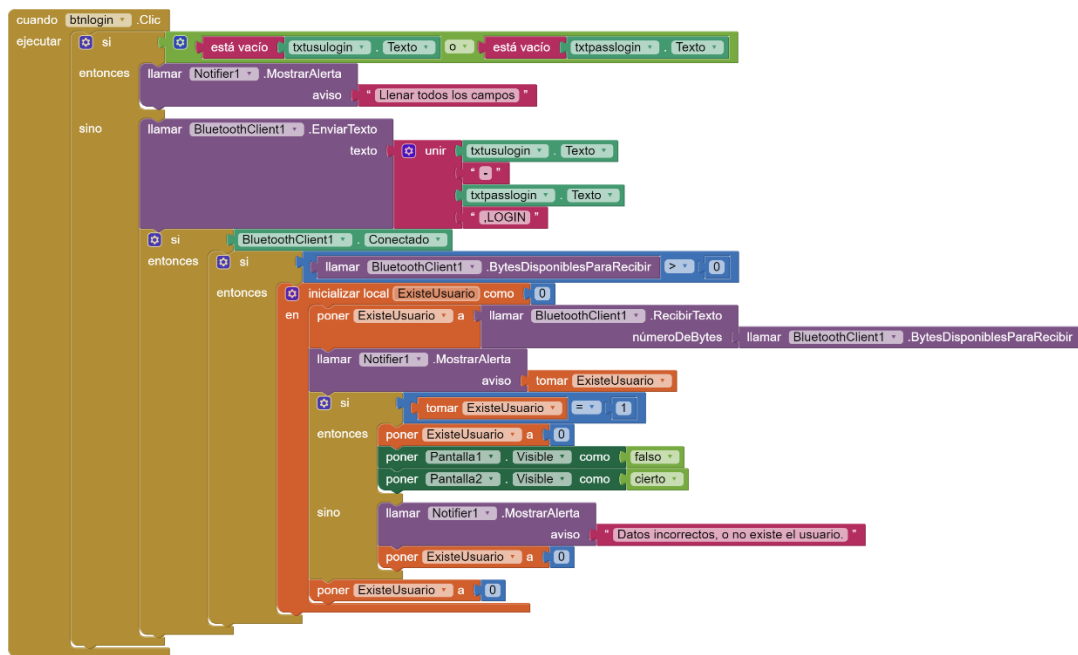 cuando btnlogin .Clic
ejecutar si está vacío txtusulogin . Texto o está vacío txtpasslogin . Texto
entonces llamar Notifier1 .MostrarAlerta
aviso " Llenar todos los campos "
sino llamar BluetoothClient1 .EnviarTexto
texto unir txtusulogin . Texto
" - "
txtpasslogin . Texto
" ,LOGIN "
si BluetoothClient1 . Conectado
entonces si llamar BluetoothClient1 .BytesDisponiblesParaRecibir > 0
entonces inicializar local ExisteUsuario como 0
en poner ExisteUsuario a llamar BluetoothClient1 .RecibirTexto
númeroDeBytes llamar BluetoothClient1 .BytesDisponiblesParaRecibir
llamar Notifier1 .MostrarAlerta
aviso tomar ExisteUsuario
si tomar ExisteUsuario = 1
entonces poner ExisteUsuario a 0
poner Pantalla1 . Visible como falso
poner Pantalla2 . Visible como cierto
sino llamar Notifier1 .MostrarAlerta
aviso " Datos incorrectos, o no existe el usuario. "
poner ExisteUsuario a 0
poner ExisteUsuario a 0